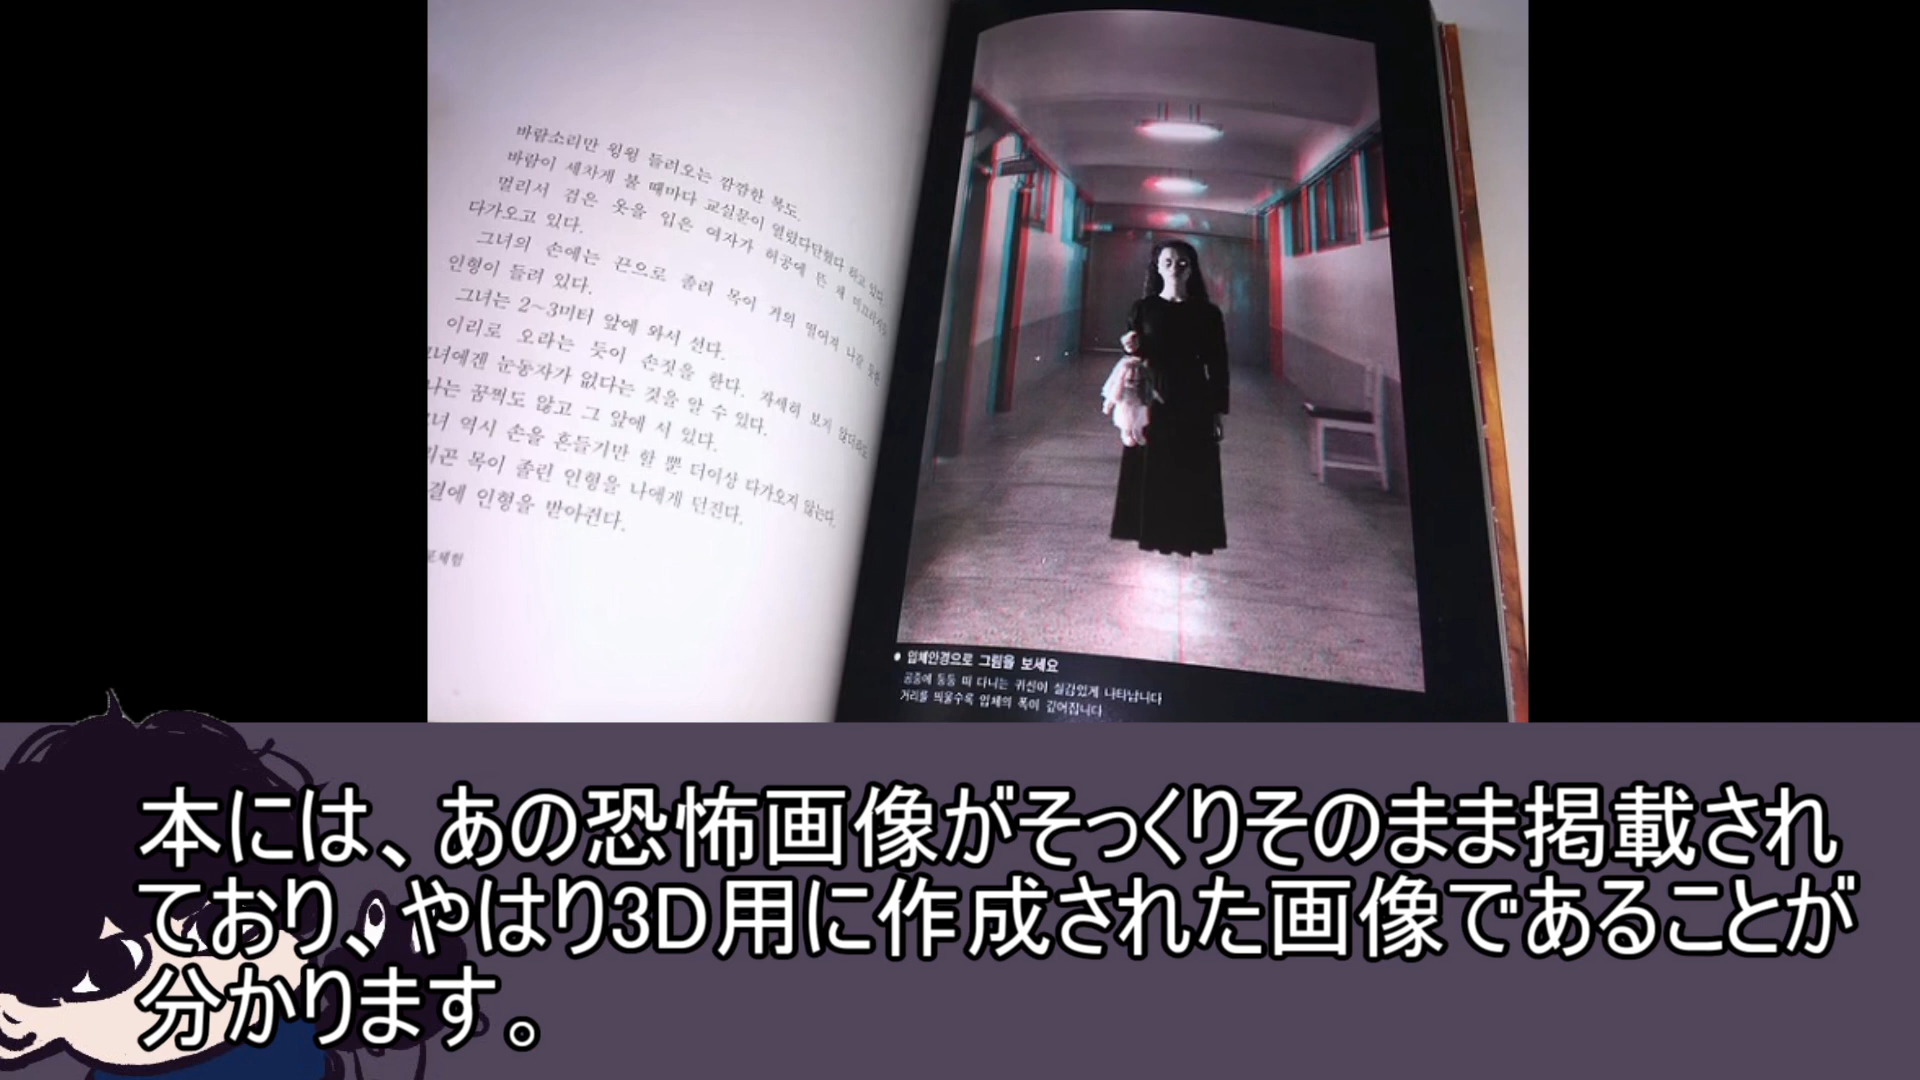 바람소리만 윙윙 들려오는 깜깜한 복도.
바람이 세차게 불 때마다 교실문이 열렸다 닫혔다 하고 있다.
멀리서 검은 옷을 입은 여자가 허공에 뜬 채 미끄러지듯
다가오고 있다.
그녀의 손에는 끈으로 졸려 목이 거의 떨어져 나갈 듯한
인형이 들려 있다.
그녀는 2~3미터 앞에 와서 선다.
이리로 오라는 듯이 손짓을 한다. 자세히 보지 않더라도
그녀에겐 눈동자가 없다는 것을 알 수 있다.
나는 꿈쩍도 않고 그 앞에 서 있다.
그녀 역시 손을 흔들기만 할 뿐 더이상 다가오지 않는다.
목이 졸린 인형을 나에게 던진다.
결에 인형을 받아쥔다.
● 입체안경으로 그림을 보세요
공중에 둥둥 떠 다니는 귀신이 실감있게 나타납니다
거리를 띄울수록 입체의 폭이 깊어집니다
本には、あの恐怖画像がそっくりそのまま掲載され
ており、やはり3D用に作成された画像であることが
分かります。